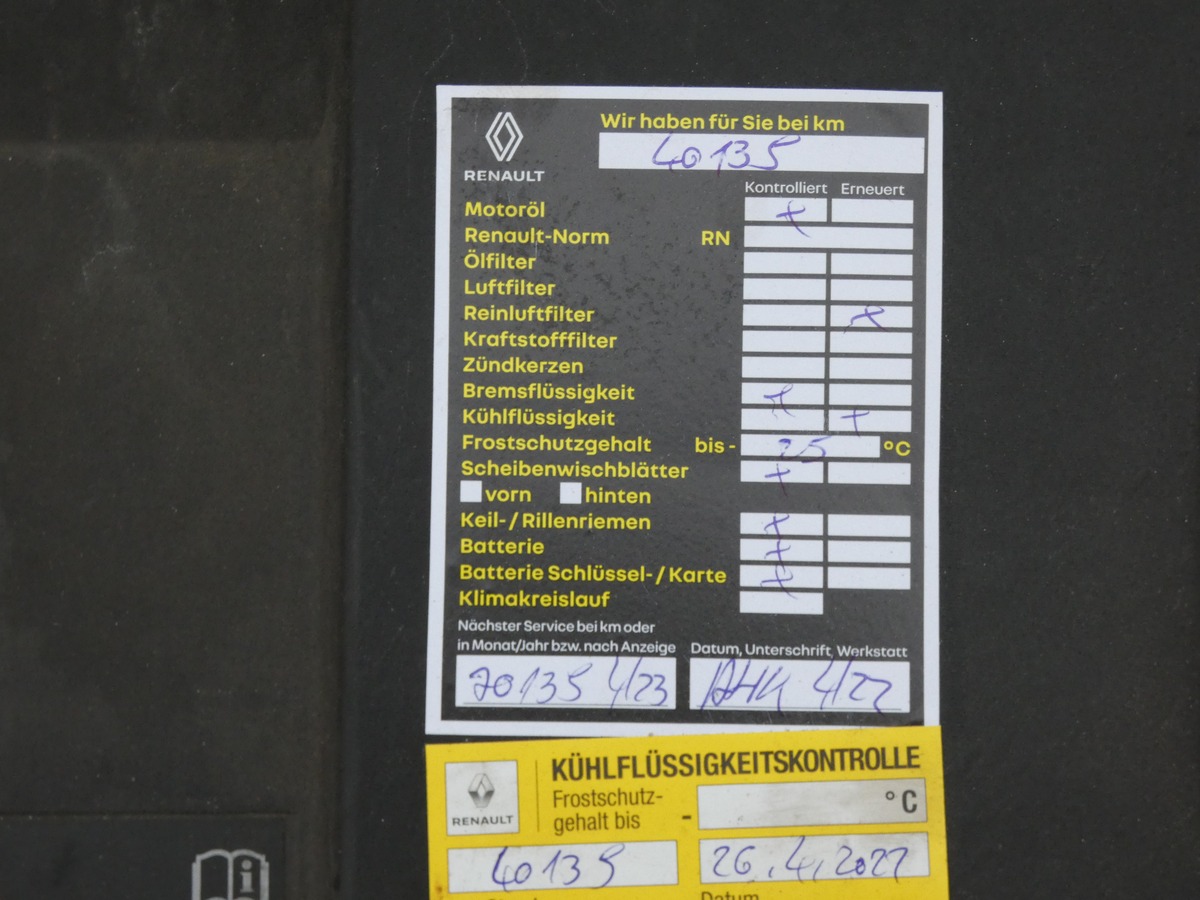 Wir haben für Sie bei km
40135
RENAULT
Kontrolliert Erneuert
Motoröl x
Renault-Norm RN
Ölfilter
Luftfilter
Reinluftfilter x
Kraftstofffilter
Zündkerzen
Bremsflüssigkeit x
Kühlflüssigkeit x
Frostschutzgehalt bis - 25 °C
Scheibenwischblätter x
vorn hinten
Keil-/Rillenriemen x
Batterie x
Batterie Schlüssel-/Karte x
Klimakreislauf
Nächster Service bei km oder
in Monat/Jahr bzw. nach Anzeige Datum, Unterschrift, Werkstatt
70135 4/23 4/22
KÜHLFLÜSSIGKEITSKONTROLLE
RENAULT
Frostschutz-
gehalt bis - °C
40135 26.4.2022
Datum